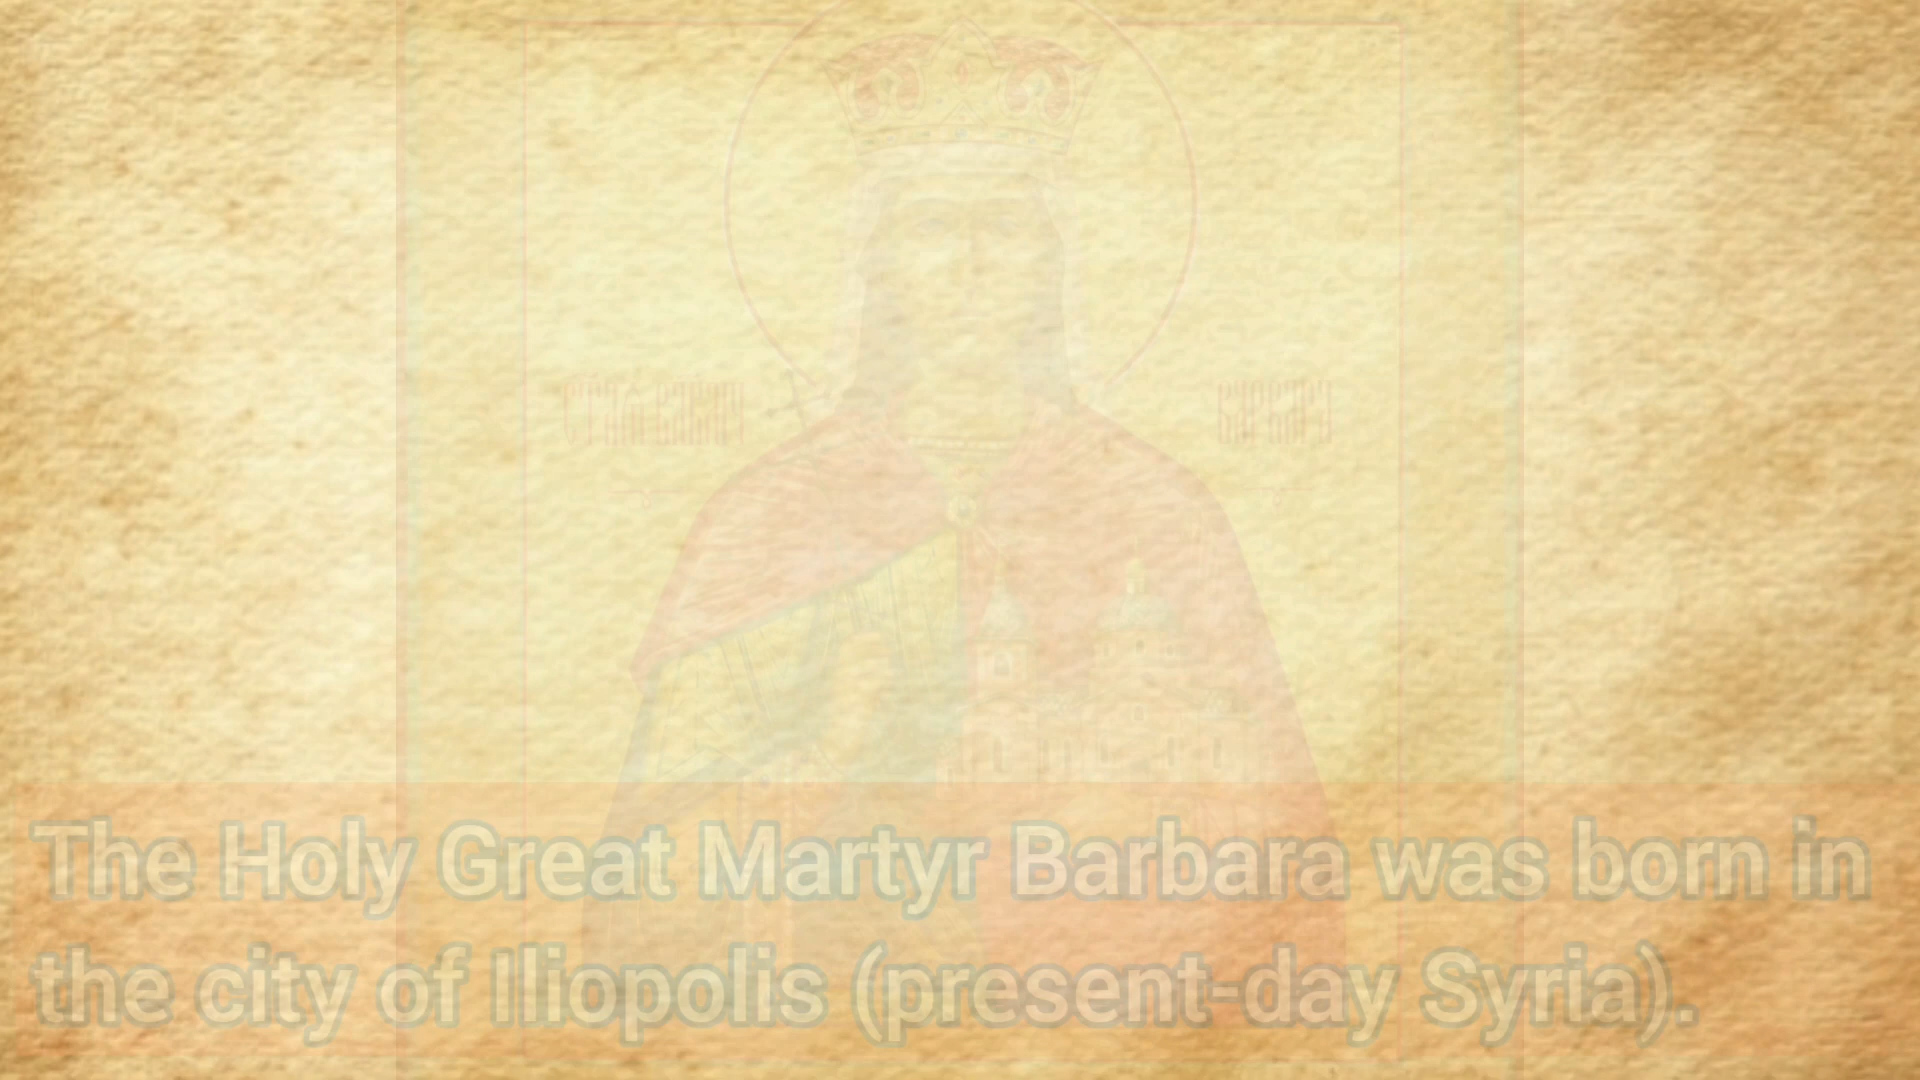 The Holy Great Martyr Barbara was born in
the city of Iliopolis (present-day Syria).